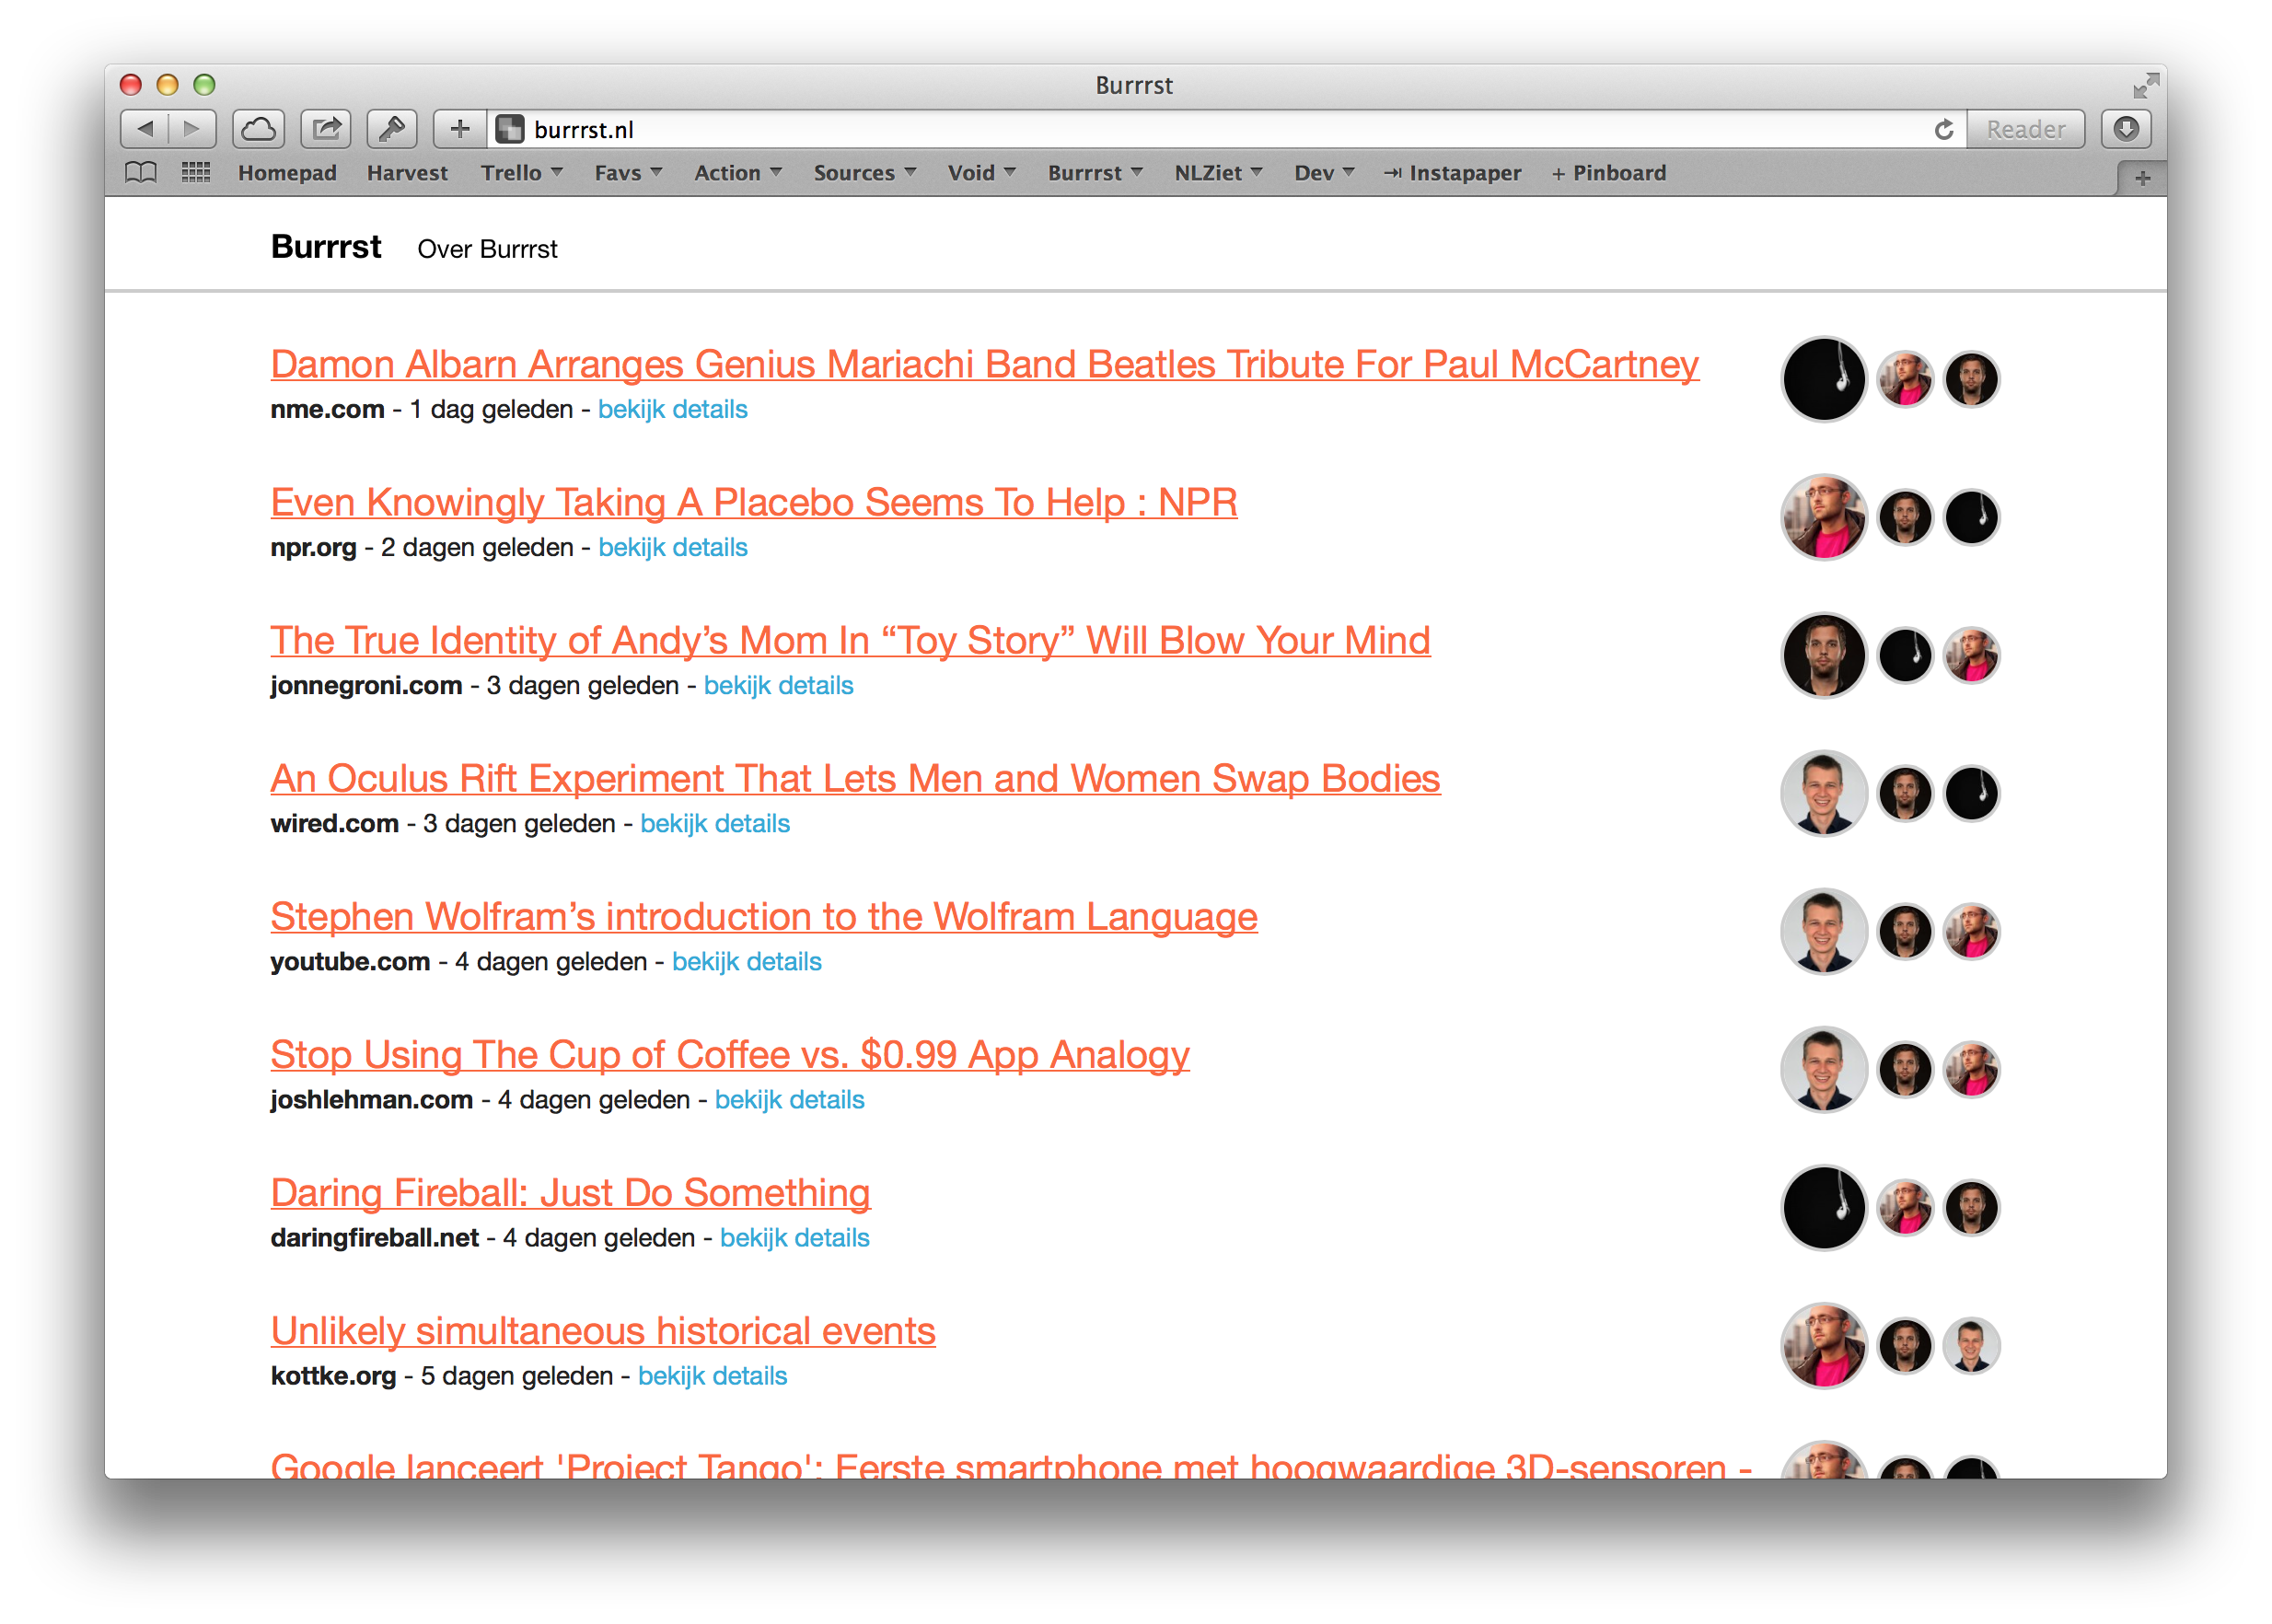 Burrrst
burrrst.nl
Reader
Homepad Harvest Trello Favs Action Sources Void Burrrst NLZiet Dev Instapaper + Pinboard
Burrrst Over Burrrst
Damon Albarn Arranges Genius Mariachi Band Beatles Tribute For Paul McCartney
nme.com - 1 dag geleden - bekijk details
Even Knowingly Taking A Placebo Seems To Help : NPR
npr.org - 2 dagen geleden - bekijk details
The True Identity of Andy’s Mom In “Toy Story” Will Blow Your Mind
jonnegroni.com - 3 dagen geleden - bekijk details
An Oculus Rift Experiment That Lets Men and Women Swap Bodies
wired.com - 3 dagen geleden - bekijk details
Stephen Wolfram’s introduction to the Wolfram Language
youtube.com - 4 dagen geleden - bekijk details
Stop Using The Cup of Coffee vs. $0.99 App Analogy
joshlehman.com - 4 dagen geleden - bekijk details
Daring Fireball: Just Do Something
daringfireball.net - 4 dagen geleden - bekijk details
Unlikely simultaneous historical events
kottke.org - 5 dagen geleden - bekijk details
Google lanceert 'Project Tango': Eerste smartphone met hoogwaardige 3D-sensoren -